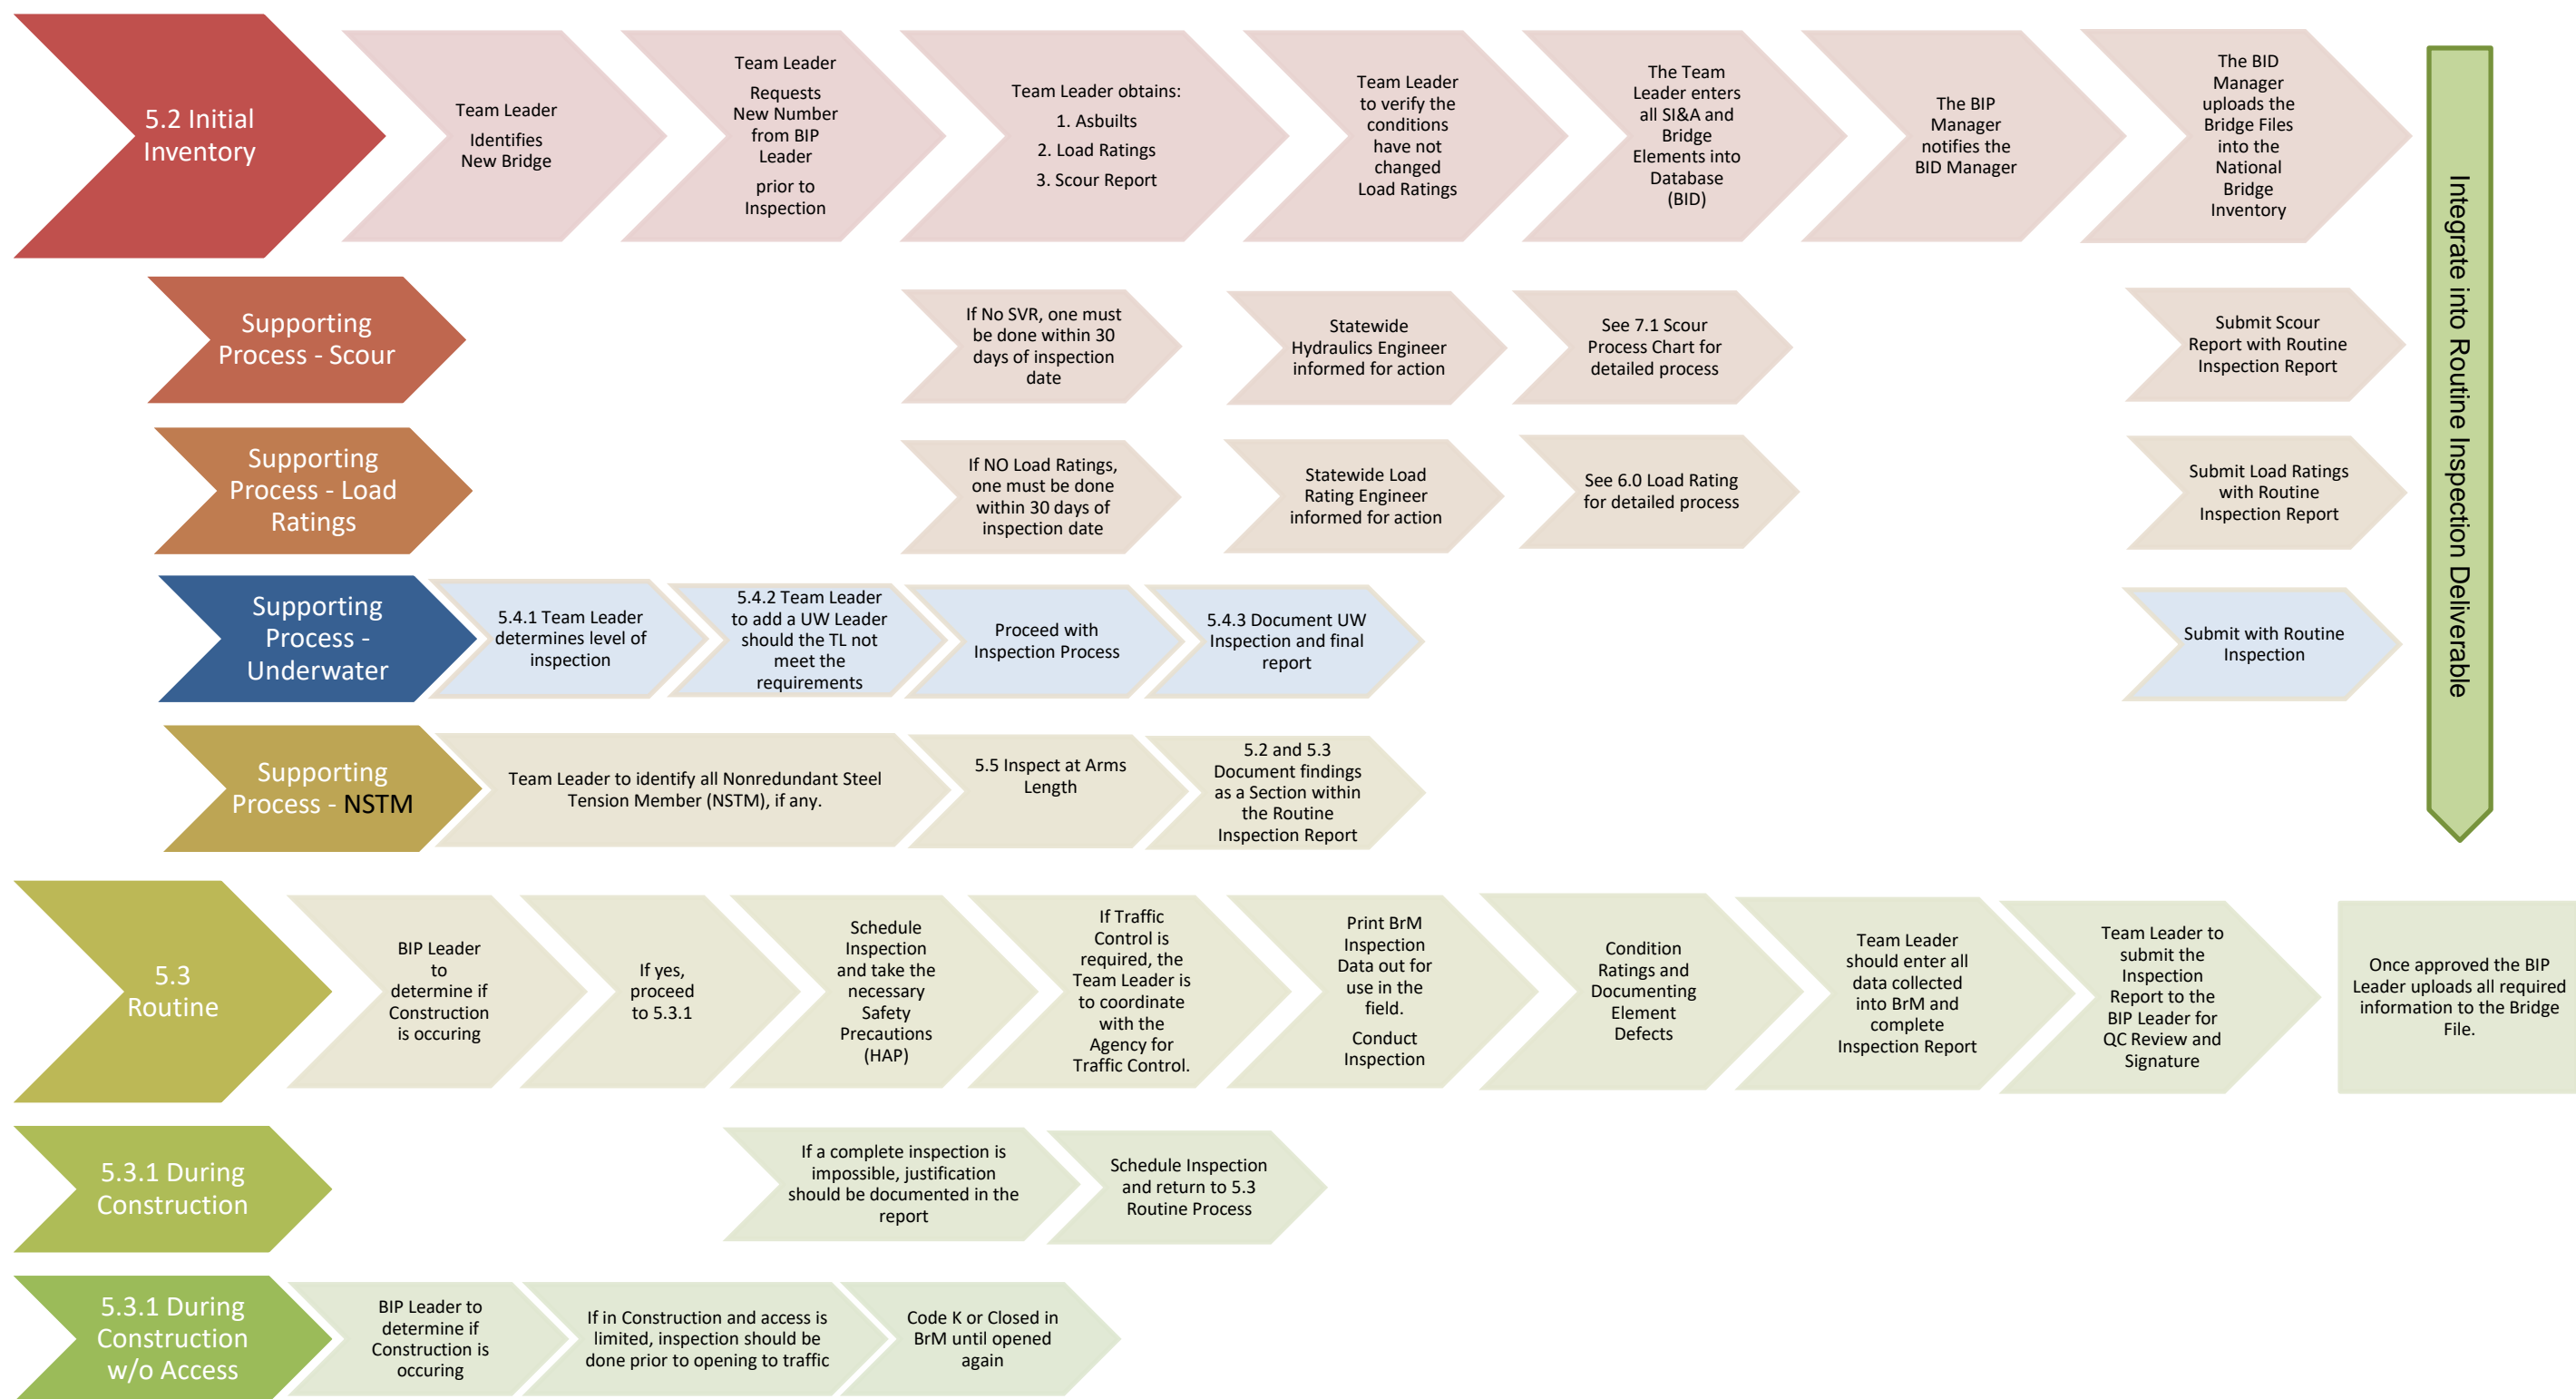 5.2 Initial
Inventory
Team Leader
Identifies
New Bridge
Team Leader
Requests
New Number
from BIP
Leader
prior to
Inspection
Team Leader obtains:
1. Asbuilts
2. Load Ratings
3. Scour Report
Team Leader
to verify the
conditions
have not
changed
Load Ratings
The Team
Leader enters
all SI&A and
Bridge
Elements into
Database
(BID)
The BIP
Manager
notifies the
BID Manager
The BID
Manager
uploads the
Bridge Files
into the
National
Bridge
Inventory
Integrate into Routine Inspection Deliverable
Supporting
Process - Scour
If No SVR, one must
be done within 30
days of inspection
date
Statewide
Hydraulics Engineer
informed for action
See 7.1 Scour
Process Chart for
detailed process
Submit Scour
Report with Routine
Inspection Report
Supporting
Process - Load
Ratings
If NO Load Ratings,
one must be done
within 30 days of
inspection date
Statewide Load
Rating Engineer
informed for action
See 6.0 Load Rating
for detailed process
Submit Load Ratings
with Routine
Inspection Report
Supporting
Process -
Underwater
5.4.1 Team Leader
determines level of
inspection
5.4.2 Team Leader
to add a UW Leader
should the TL not
meet the
requirements
Proceed with
Inspection Process
5.4.3 Document UW
Inspection and final
report
Submit with Routine
Inspection
Supporting
Process - NSTM
Team Leader to identify all Nonredundant Steel
Tension Member (NSTM), if any.
5.5 Inspect at Arms
Length
5.2 and 5.3
Document findings
as a Section within
the Routine
Inspection Report
5.3
Routine
BIP Leader
to
determine if
Construction
is occuring
If yes,
proceed
to 5.3.1
Schedule
Inspection
and take the
necessary
Safety
Precautions
(HAP)
If Traffic
Control is
required, the
Team Leader is
to coordinate
with the
Agency for
Traffic Control.
Print BrM
Inspection
Data out for
use in the
field.
Conduct
Inspection
Condition
Ratings and
Documenting
Element
Defects
Team Leader
should enter all
data collected
into BrM and
complete
Inspection Report
Team Leader to
submit the
Inspection
Report to the
BIP Leader for
QC Review and
Signature
Once approved the BIP
Leader uploads all required
information to the Bridge
File.
5.3.1 During
Construction
If a complete inspection is
impossible, justification
should be documented in the
report
Schedule Inspection
and return to 5.3
Routine Process
5.3.1 During
Construction
w/o Access
BIP Leader to
determine if
Construction is
occuring
If in Construction and access is
limited, inspection should be
done prior to opening to traffic
Code K or Closed in
BrM until opened
again